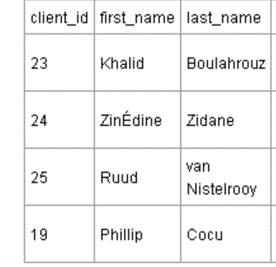 client_id first_name last_name
23 Khalid Boulahrouz
24 ZinÉdine Zidane
25 Ruud van
Nistelrooy
19 Phillip Cocu